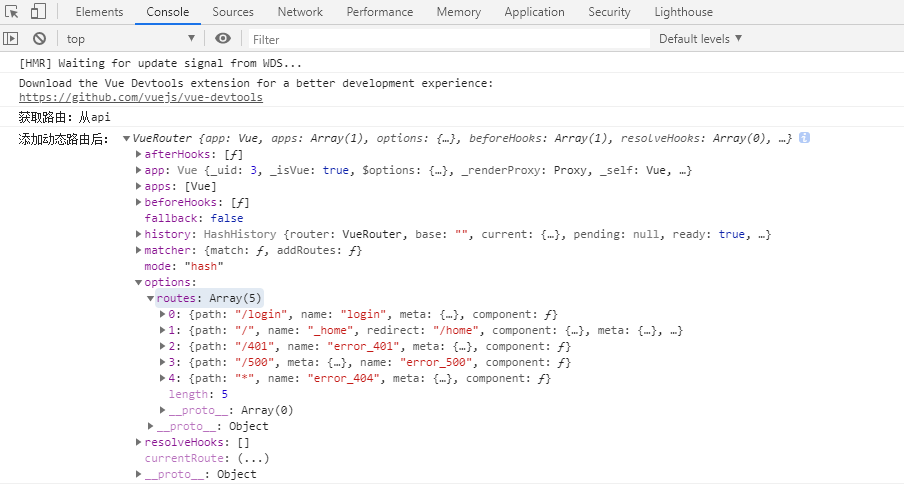 Elements Console Sources Network Performance Memory Application Security Lighthouse
top Filter Default levels
[HMR] Waiting for update signal from WDS...
Download the Vue Devtools extension for a better development experience:
https://github.com/vuejs/vue-devtools
获取路由：从api
添加动态路由后： VueRouter {app: Vue, apps: Array(1), options: {…}, beforeHooks: Array(1), resolveHooks: Array(0), …} i
afterHooks: [ƒ]
app: Vue {_uid: 3, _isVue: true, $options: {…}, _renderProxy: Proxy, _self: Vue, …}
apps: [Vue]
beforeHooks: [ƒ]
fallback: false
history: HashHistory {router: VueRouter, base: "", current: {…}, pending: null, ready: true, …}
matcher: {match: ƒ, addRoutes: ƒ}
mode: "hash"
options:
routes: Array(5)
0: {path: "/login", name: "login", meta: {…}, component: ƒ}
1: {path: "/", name: "_home", redirect: "/home", component: {…}, meta: {…}, …}
2: {path: "/401", name: "error_401", meta: {…}, component: ƒ}
3: {path: "/500", meta: {…}, name: "error_500", component: ƒ}
4: {path: "*", name: "error_404", meta: {…}, component: ƒ}
length: 5
__proto__: Array(0)
__proto__: Object
resolveHooks: []
currentRoute: (...)
__proto__: Object